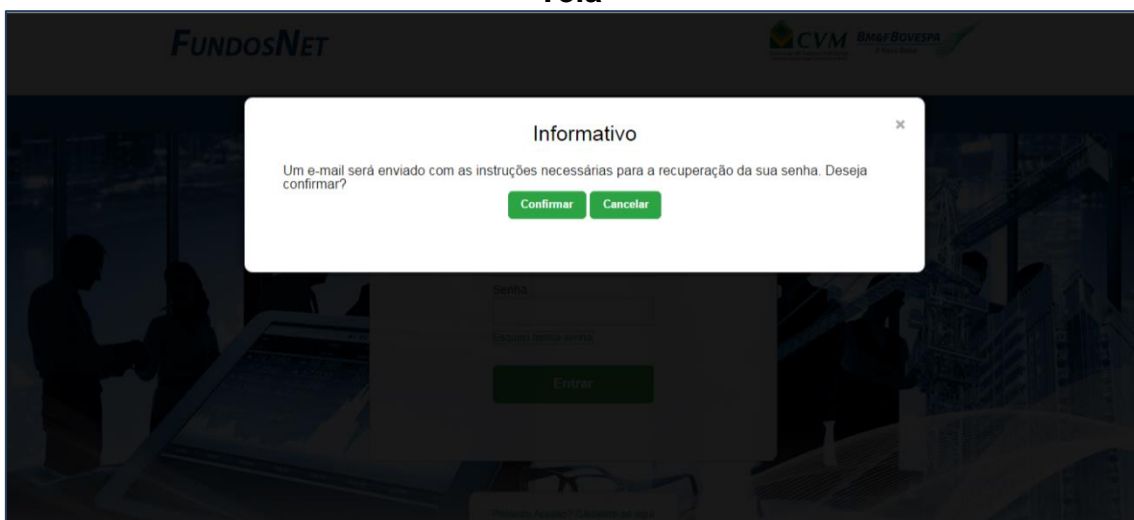 Tela
FUNDOSNET
CVM BM&FBOVESPA
Informativo
×
Um e-mail será enviado com as instruções necessárias para a recuperação da sua senha. Deseja
confirmar?
Confirmar Cancelar
Senha
Esqueci minha senha
Entrar